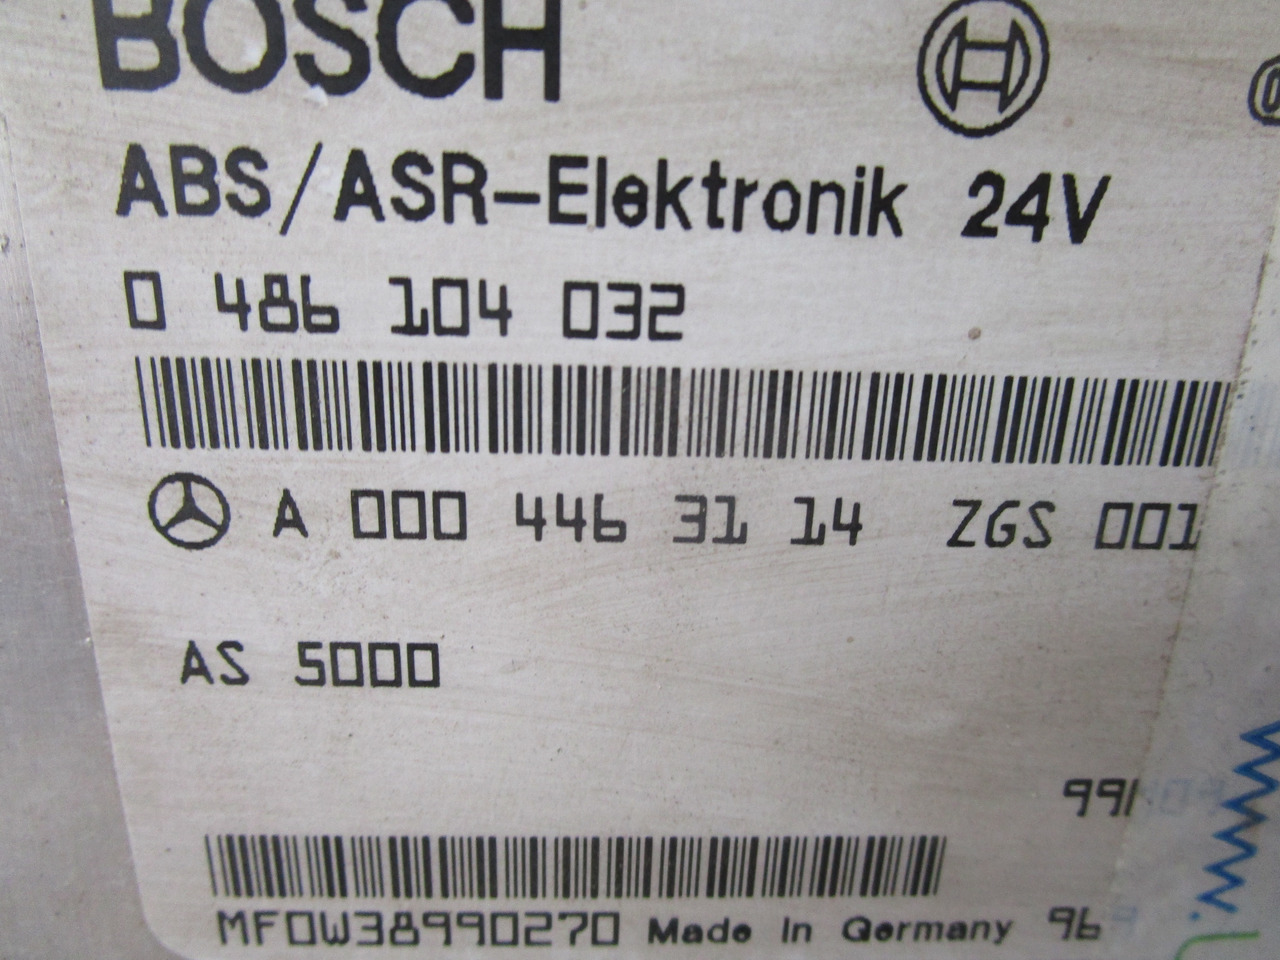 BOSCH
ABS/ASR-Elektronik 24V
0 486 104 032
A 000 446 31 14 ZGS 001
AS 5000
MF0W38990270 Made In Germany 96